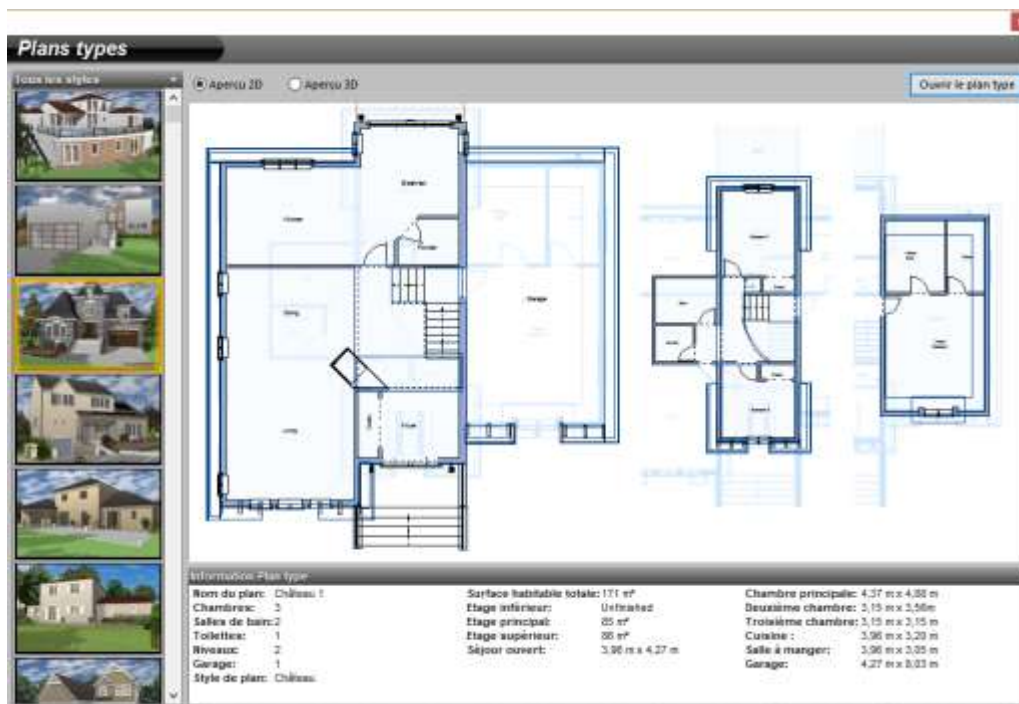 Plans types
Tous les styles
Aperçu 2D
Aperçu 3D
Ouvrir le plan type
Garage
Information Plan type
Nom du plan: Château 1
Chambres: 3
Salles de bain: 2
Toilettes: 1
Niveaux: 2
Garage: 1
Style de plan: Château
Surface habitable totale: 171 m²
Etage inférieur: Unfinished
Etage principal: 85 m²
Etage supérieur: 86 m²
Séjour ouvert: 3,96 m x 4,27 m
Chambre principale: 4,37 m x 4,88 m
Deuxième chambre: 3,15 m x 3,56m
Troisième chambre: 3,15 m x 3,15 m
Cuisine : 3,96 m x 3,20 m
Salle à manger: 3,96 m x 3,05 m
Garage: 4,27 m x 8,03 m